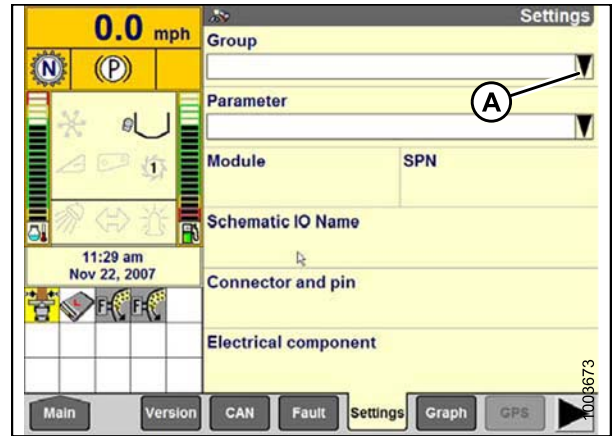 0.0 mph
N
(P)
1
11:29 am
Nov 22, 2007
L
F
F
Settings
Group
A
Parameter
Module
SPN
Schematic IO Name
Connector and pin
Electrical component
1003673
Main
Version
CAN
Fault
Settings
Graph
GPS